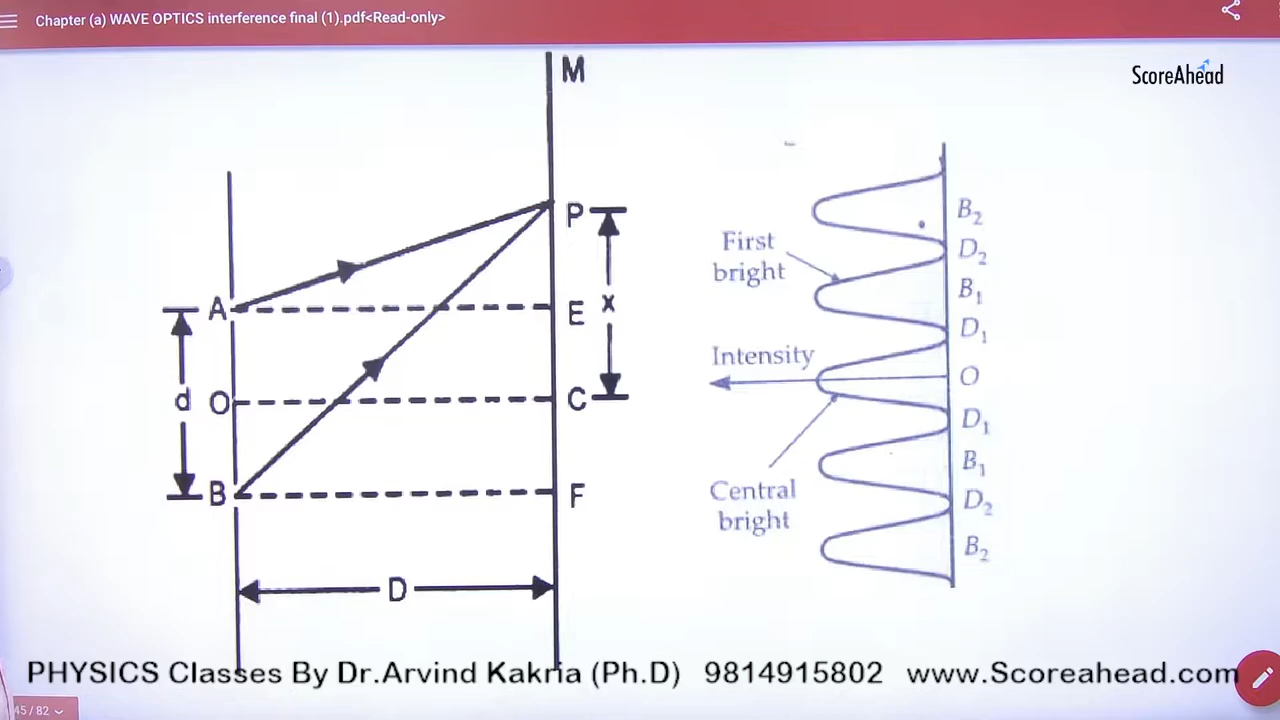 Chapter (a) WAVE OPTICS interference final (1).pdf<Read-only>
ScoreAhead
M
P
A
E
x
d
O
C
B
F
D
B2
D2
First
bright
B1
D1
Intensity
O
D1
B1
Central
bright
D2
B2
PHYSICS Classes By Dr.Arvind Kakria (Ph.D) 9814915802 www.Scoreahead.com
45 / 82